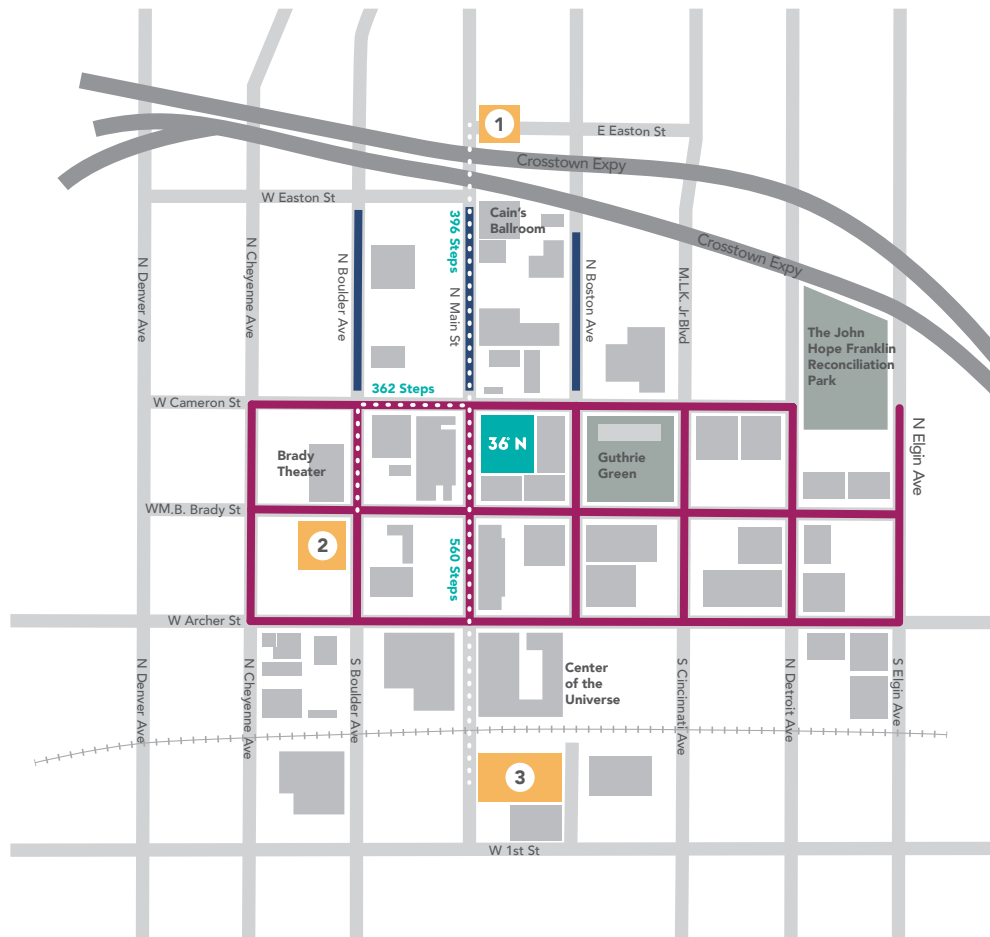 1
E Easton St
Crosstown Expy
W Easton St
Cain's
Ballroom
396 Steps
Crosstown Expy
N Denver Ave
N Cheyenne Ave
N Boulder Ave
N Main St
N Boston Ave
M.L.K. Jr Blvd
The John
Hope Franklin
Reconciliation
Park
362 Steps
W Cameron St
36° N
Brady
Theater
Guthrie
Green
N Elgin Ave
WM.B. Brady St
2
560 Steps
W Archer St
N Denver Ave
N Cheyenne Ave
S Boulder Ave
Center
of the
Universe
S Cincinnati Ave
N Detroit Ave
S Elgin Ave
3
W 1st St